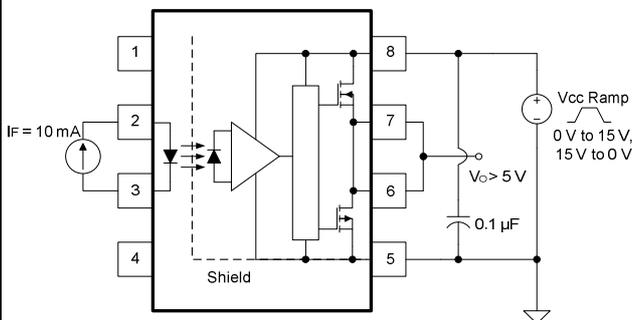 1
8
Vcc Ramp
IF = 10 mA
2
7
0 V to 15 V,
15 V to 0 V
VO > 5 V
3
6
0.1 µF
4
5
Shield